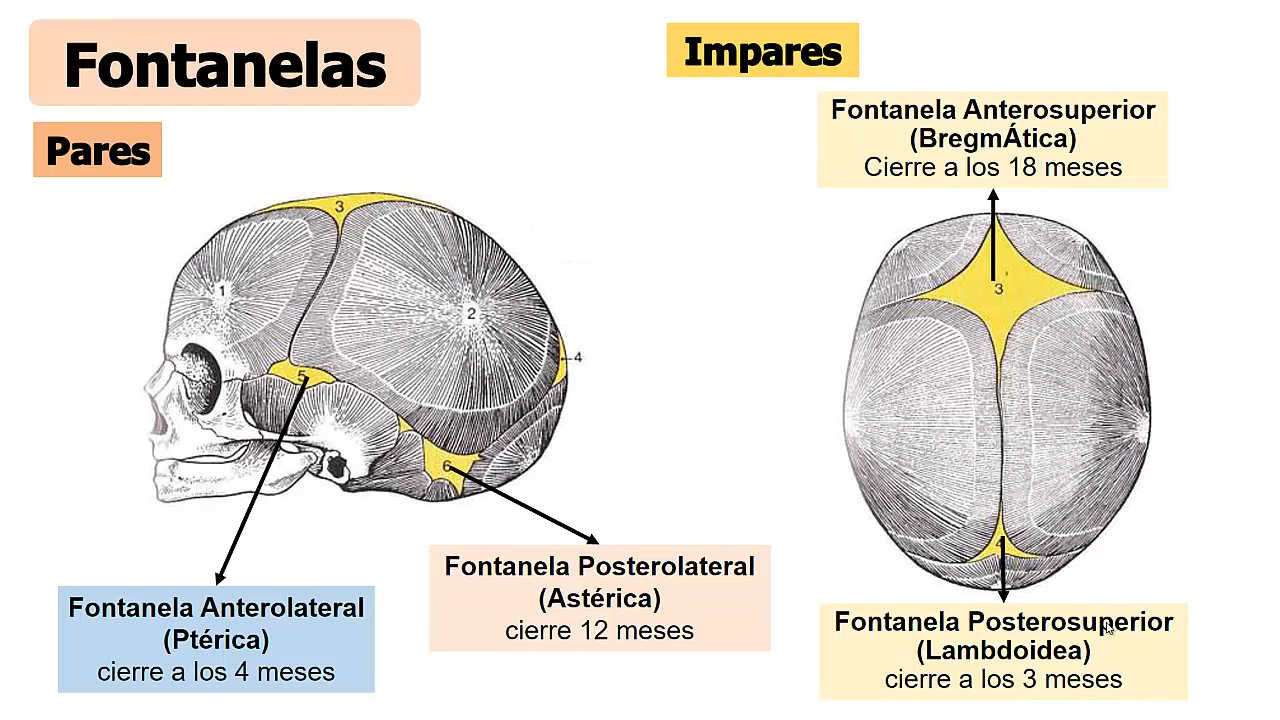 Fontanelas
Impares
Pares
Fontanela Anterosuperior
(BregmÁtica)
Cierre a los 18 meses
3
1
2
4
5
6
3
4
Fontanela Anterolateral
(Ptérica)
cierre a los 4 meses
Fontanela Posterolateral
(Astérica)
cierre 12 meses
Fontanela Posterosuperior
(Lambdoidea)
cierre a los 3 meses